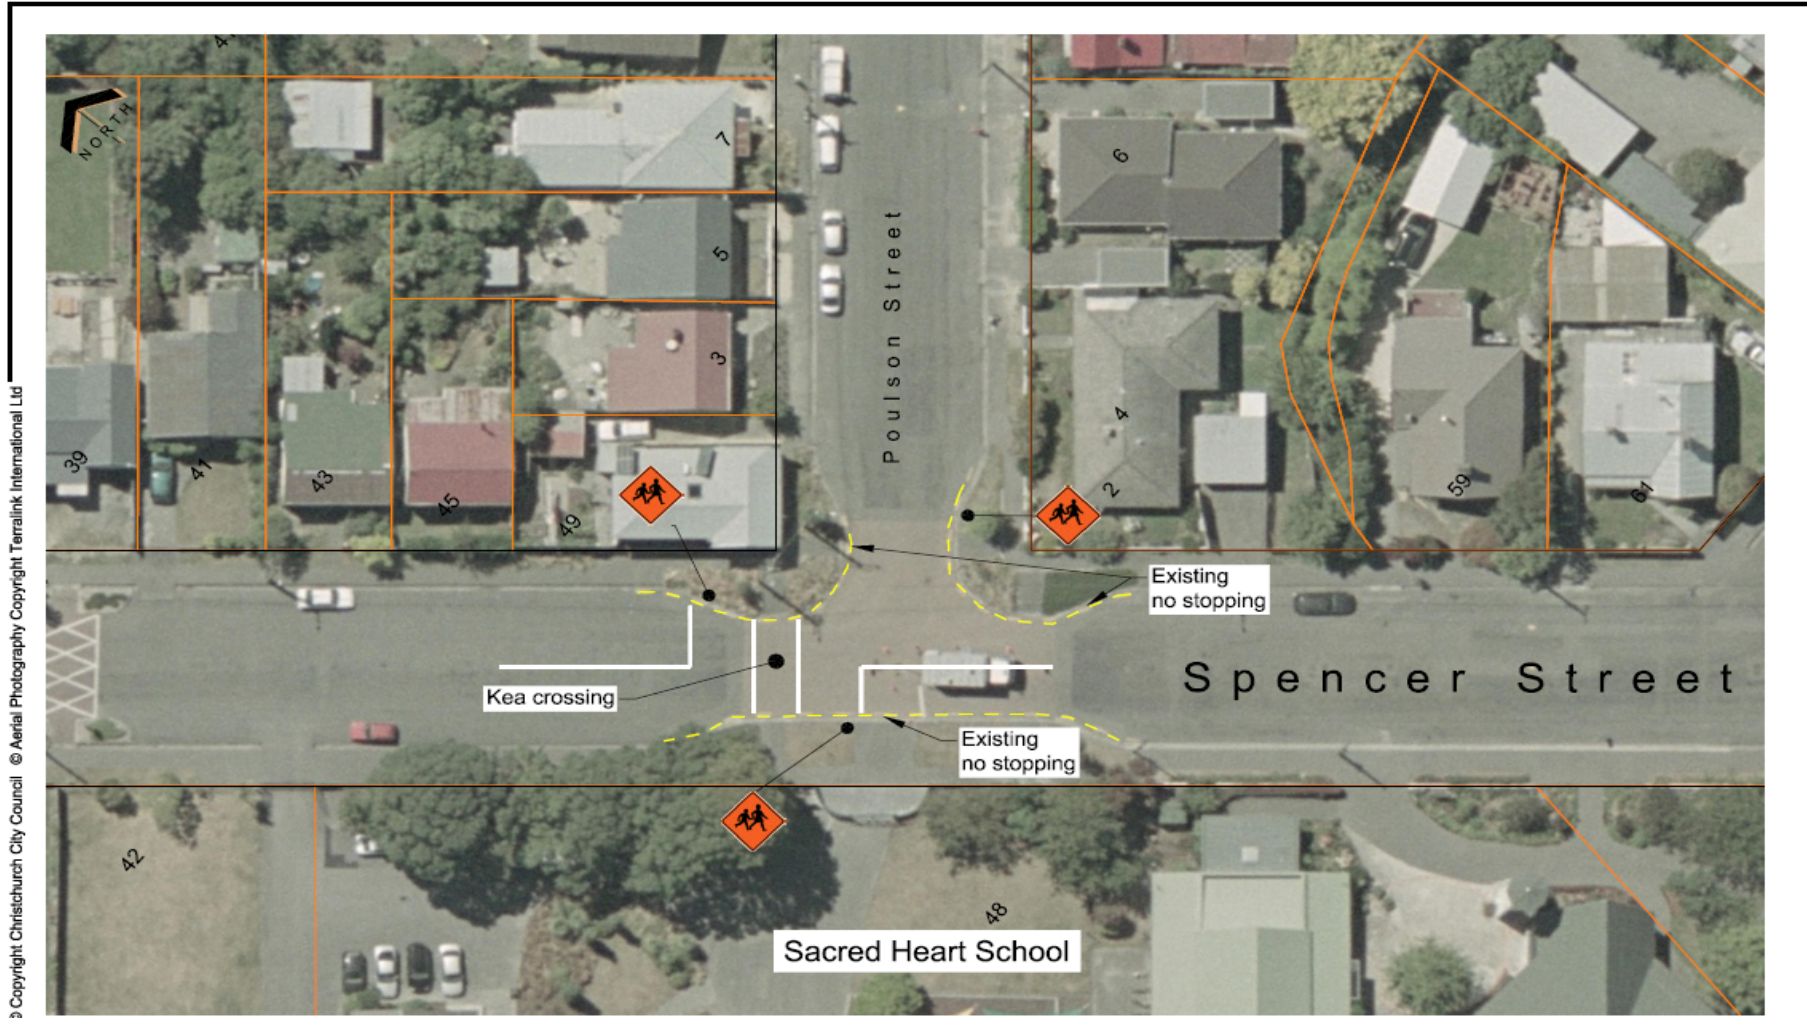 NORTH
7
6
5
3
4
2
39
41
43
45
49
59
61
Poulson Street
Existing
no stopping
Spencer Street
Kea crossing
Existing
no stopping
42
48
Sacred Heart School
© Copyright Christchurch City Council © Aerial Photography Copyright Terralink International Ltd